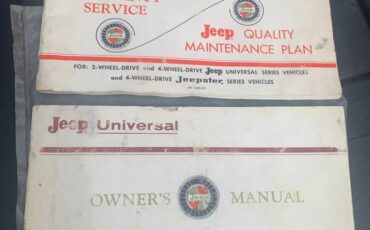 SERVICE
Jeep QUALITY
MAINTENANCE PLAN
FOR: 2-WHEEL-DRIVE and 4-WHEEL-DRIVE Jeep UNIVERSAL SERIES VEHICLES
and 4-WHEEL-DRIVE Jeepster, SERIES VEHICLES
Jeep Universal
OWNER'S MANUAL